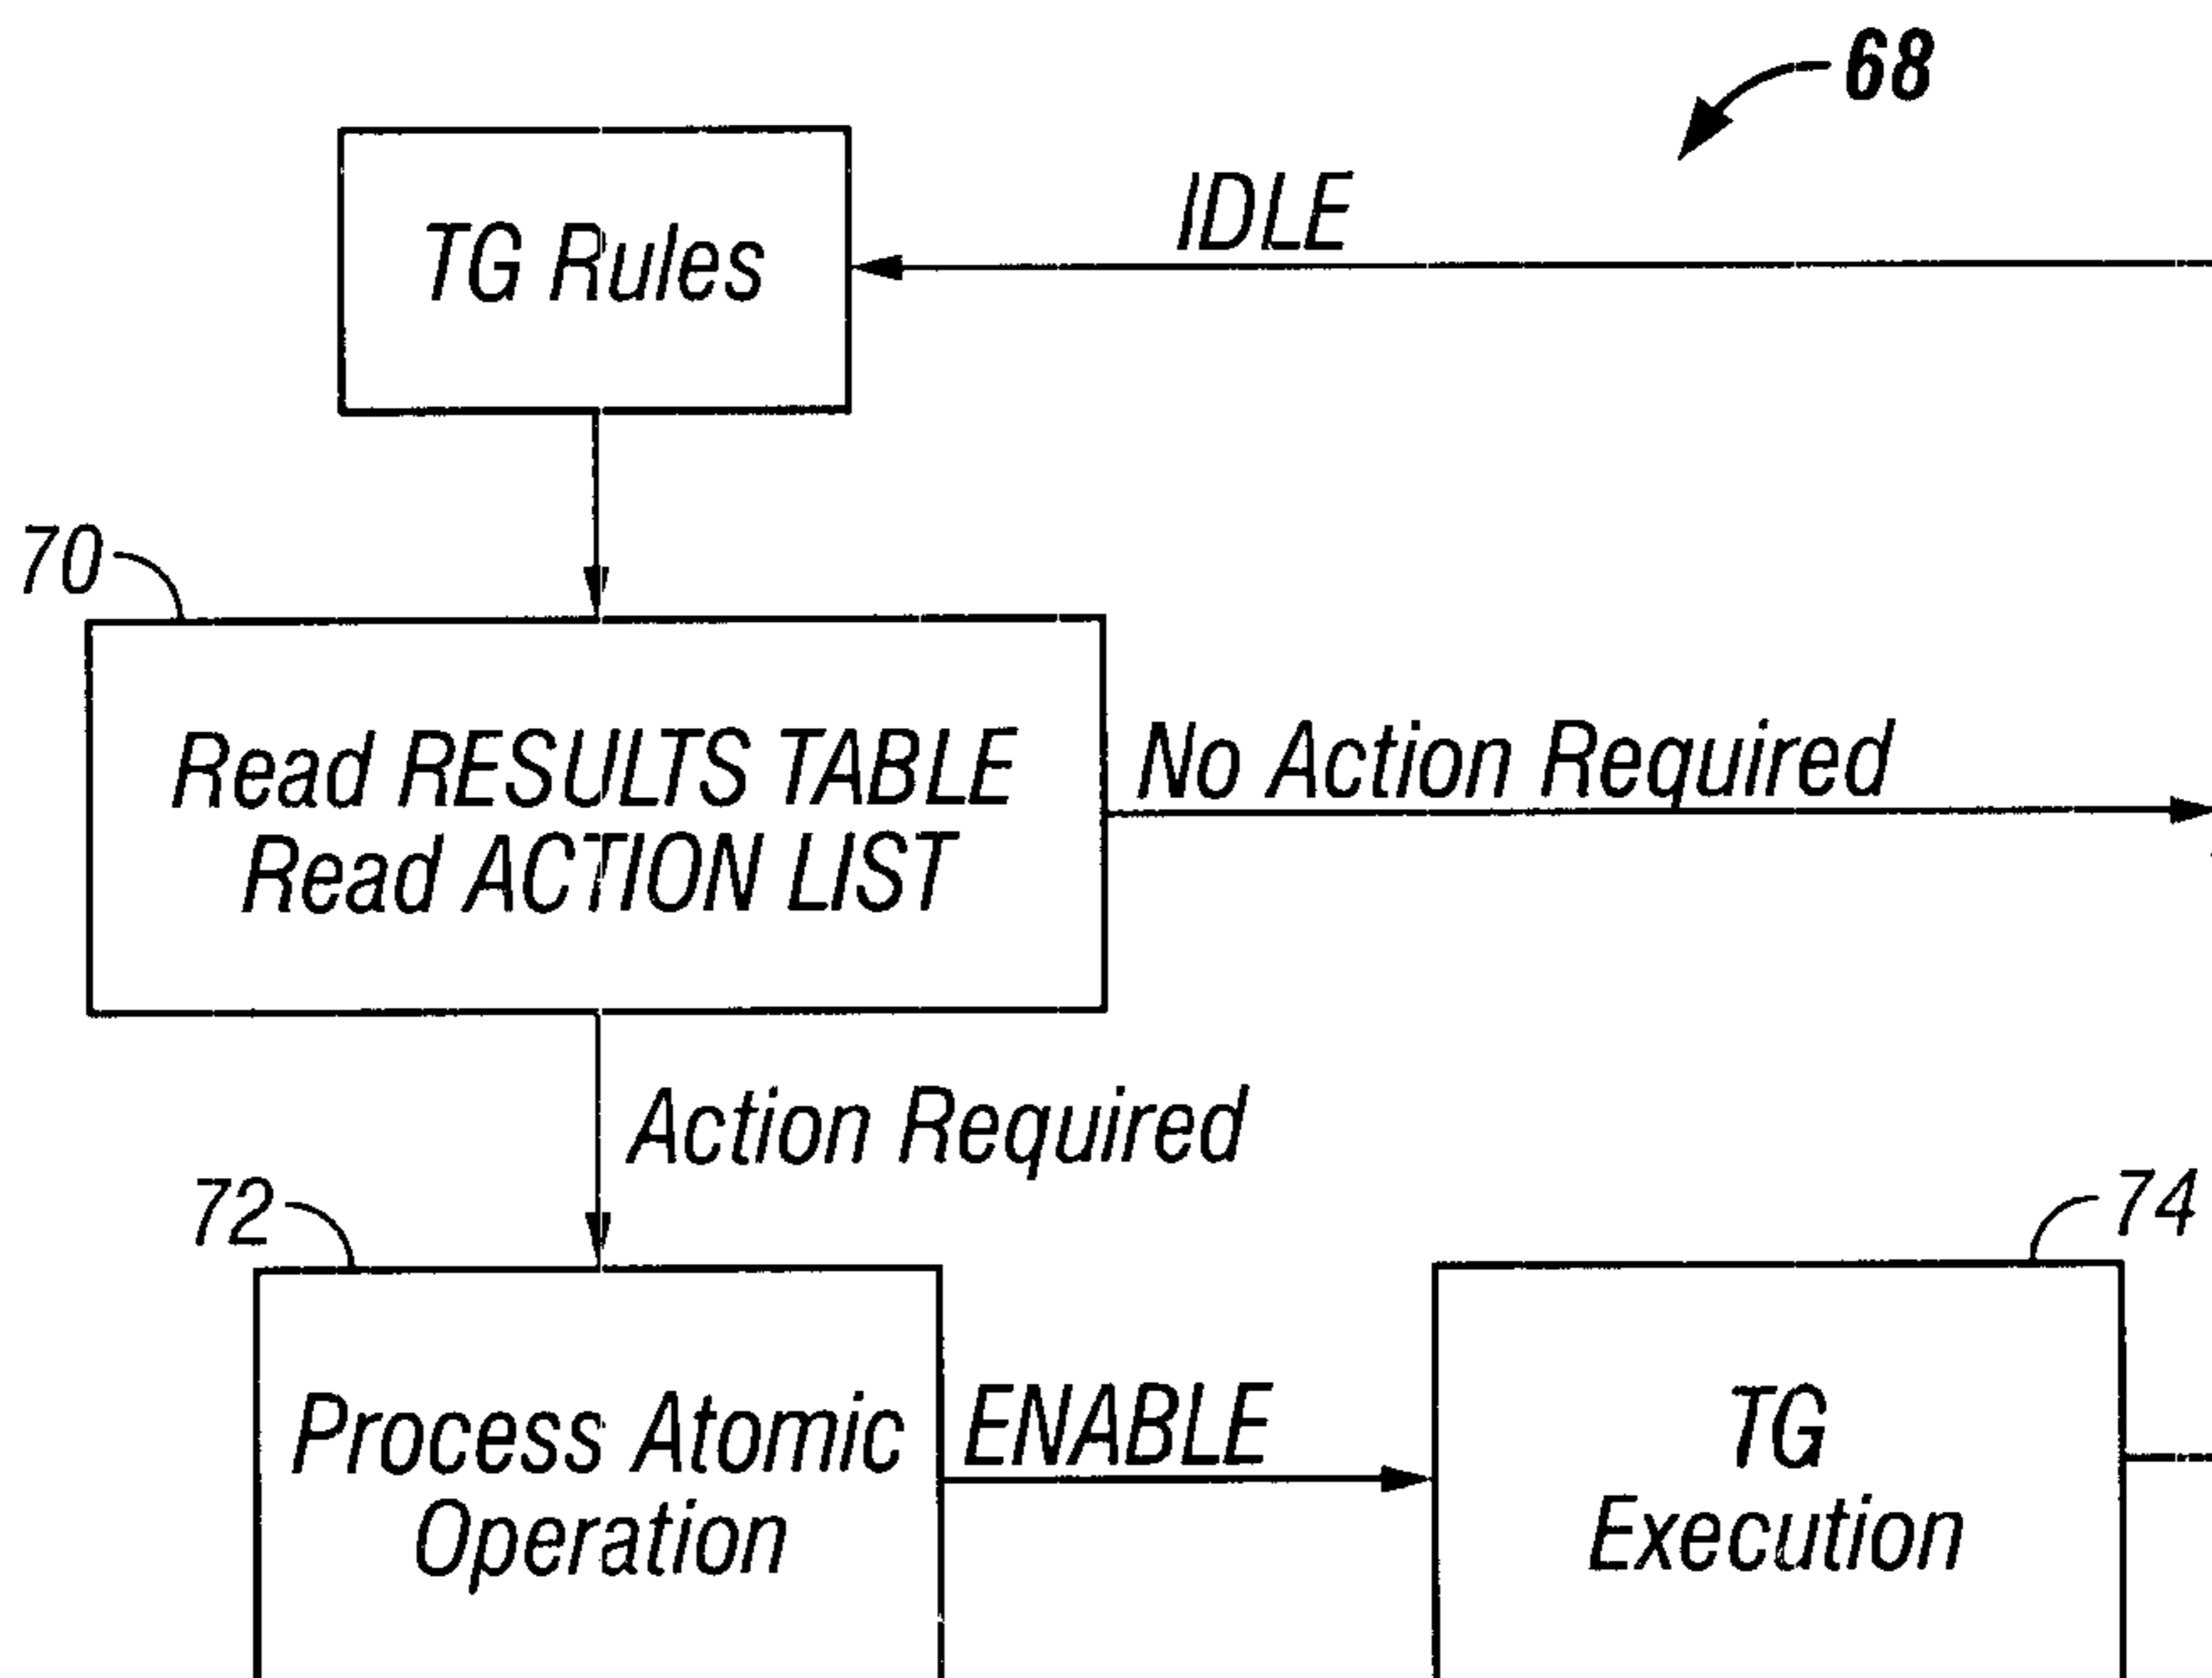 68
IDLE
TG Rules
70
No Action Required
Read RESULTS TABLE
Read ACTION LIST
Action Required
72
74
Process Atomic
Operation
ENABLE
TG
Execution